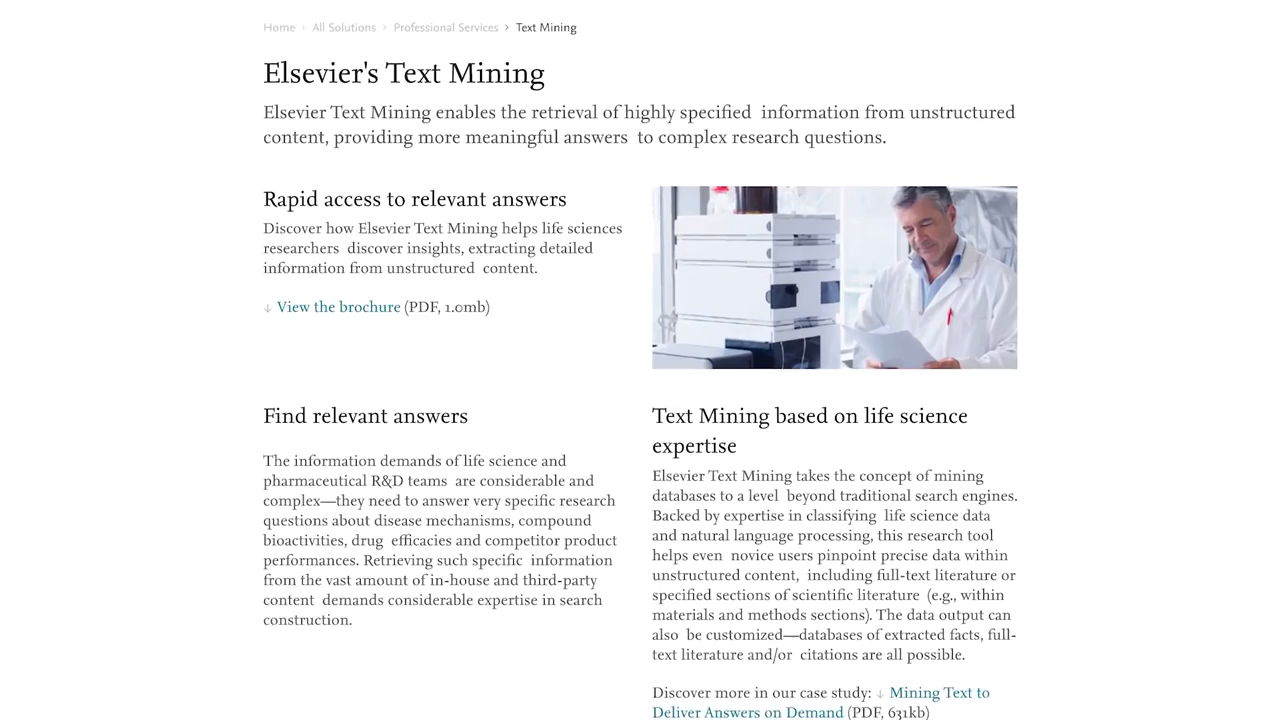 Home › All Solutions › Professional Services › Text Mining
Elsevier's Text Mining
Elsevier Text Mining enables the retrieval of highly specified information from unstructured
content, providing more meaningful answers to complex research questions.
Rapid access to relevant answers
Discover how Elsevier Text Mining helps life sciences
researchers discover insights, extracting detailed
information from unstructured content.
↓ View the brochure (PDF, 1.0mb)
Find relevant answers
The information demands of life science and
pharmaceutical R&D teams are considerable and
complex—they need to answer very specific research
questions about disease mechanisms, compound
bioactivities, drug efficacies and competitor product
performances. Retrieving such specific information
from the vast amount of in-house and third-party
content demands considerable expertise in search
construction.
Text Mining based on life science
expertise
Elsevier Text Mining takes the concept of mining
databases to a level beyond traditional search engines.
Backed by expertise in classifying life science data
and natural language processing, this research tool
helps even novice users pinpoint precise data within
unstructured content, including full-text literature or
specified sections of scientific literature (e.g., within
materials and methods sections). The data output can
also be customized—databases of extracted facts, full-
text literature and/or citations are all possible.
Discover more in our case study: ↓ Mining Text to
Deliver Answers on Demand (PDF, 631kb)